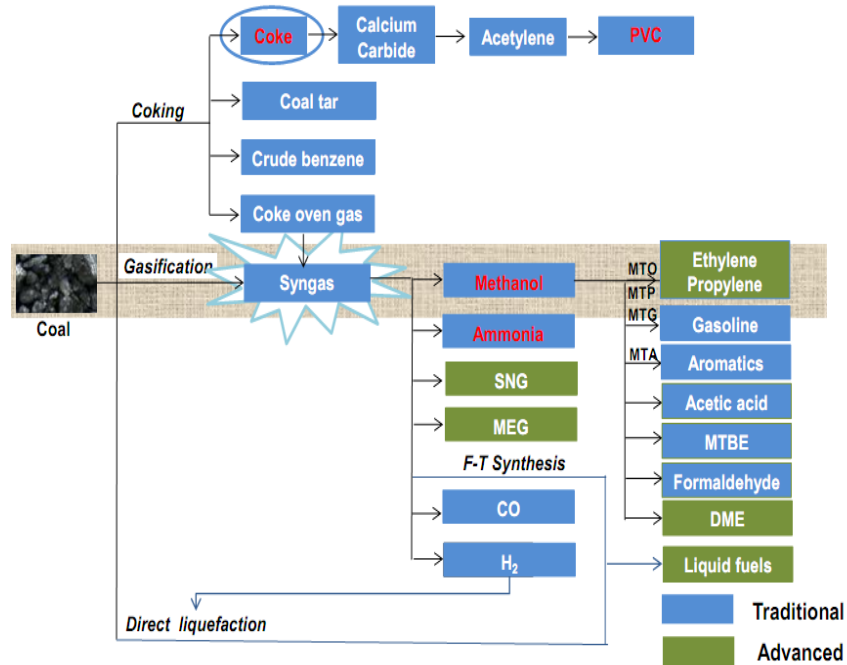 Coke
Calcium
Carbide
Acetylene
PVC
Coking
Coal tar
Crude benzene
Coke oven gas
Gasification
Syngas
Methanol
MTO
MTP
Ethylene
Propylene
Coal
Ammonia
MTG
Gasoline
MTA
Aromatics
SNG
Acetic acid
MEG
MTBE
F-T Synthesis
Formaldehyde
CO
DME
H2
Liquid fuels
Direct liquefaction
Traditional
Advanced